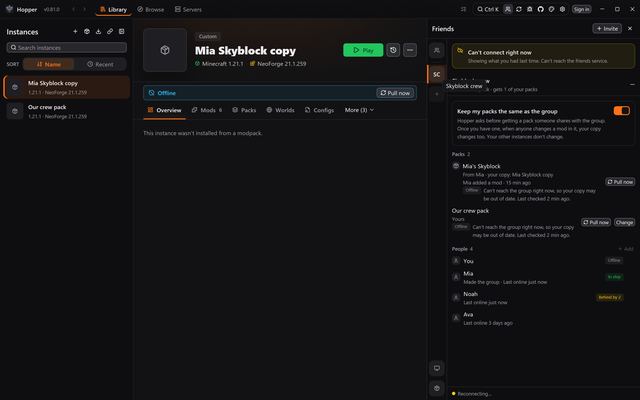 Hopper v0.81.0 Library Browse Servers Ctrl K Sign in
Instances
Search instances
SORT Name Recent
Mia Skyblock copy
1.21.1 · NeoForge 21.1.259
Our crew pack
1.21.1 · NeoForge 21.1.259
Custom
Mia Skyblock copy
Minecraft 1.21.1 NeoForge 21.1.259
Play
Offline Pull now
Overview Mods 6 Packs Worlds Configs More (3)
This instance wasn't installed from a modpack.
Friends
Invite
Can't connect right now
Showing what you had last time. Can't reach the friends service.
SC
Skyblock crew
· gets 1 of your packs
Keep my packs the same as the group
Hopper asks before getting a pack someone shares with the group.
Once you have one, when anyone changes a mod in it, your copy
changes too. Your other instances don't change.
Packs 2
Mia's Skyblock
From Mia · your copy: Mia Skyblock copy
Mia added a mod · 15 min ago
Offline Can't reach the group right now, so your copy
may be out of date. Last checked 2 min ago.
Pull now
Our crew pack
Yours
Offline Can't reach the group right now, so your copy
may be out of date. Last checked 2 min ago.
Pull now Change
People 4
+ Add
You Offline
Mia
Made the group · Last online just now
In step
Noah
Last online just now
Behind by 2
Ava
Last online 3 days ago
Reconnecting...